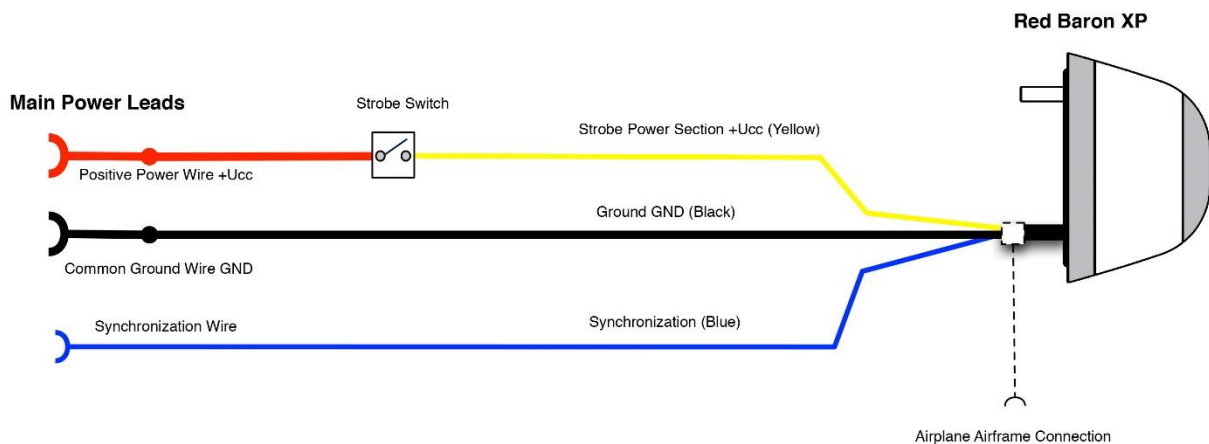 Red Baron XP
Main Power Leads
Strobe Switch
Strobe Power Section +Ucc (Yellow)
Positive Power Wire +Ucc
Ground GND (Black)
Common Ground Wire GND
Synchronization Wire
Synchronization (Blue)
Airplane Airframe Connection